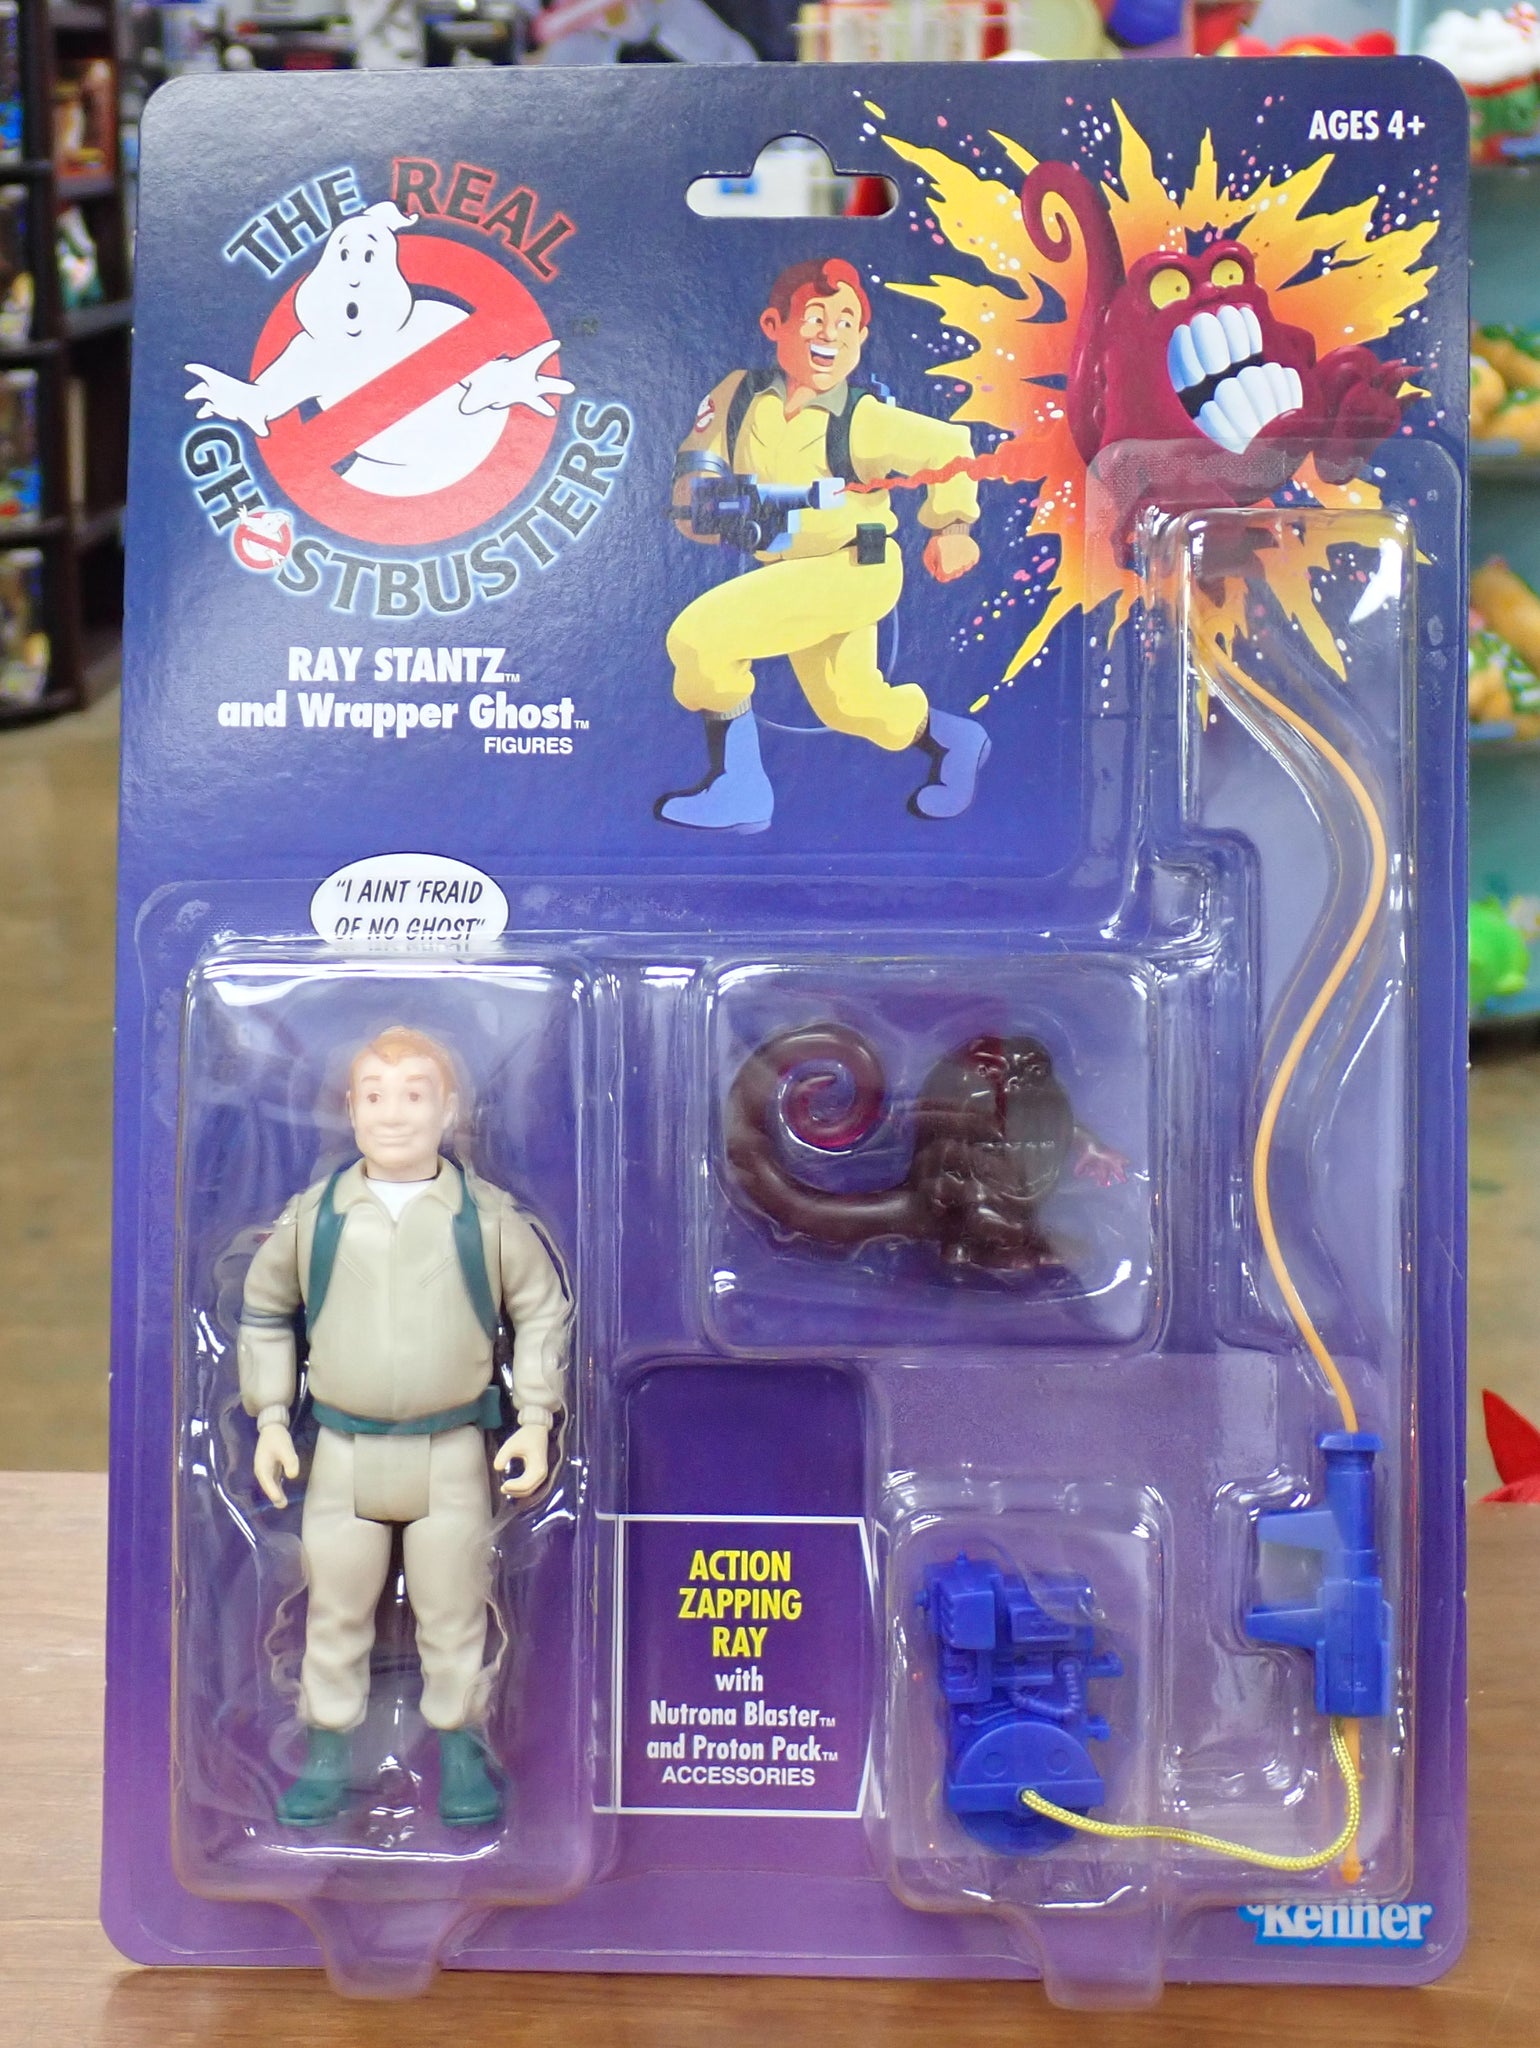 AGES 4+
THE REAL
GHOSTBUSTERS
RAY STANTZ™
and Wrapper Ghost™
FIGURES
"I AINT 'FRAID
OF NO GHOST"
ACTION
ZAPPING
RAY
with
Nutrona Blaster™
and Proton Pack™
ACCESSORIES
Kenner